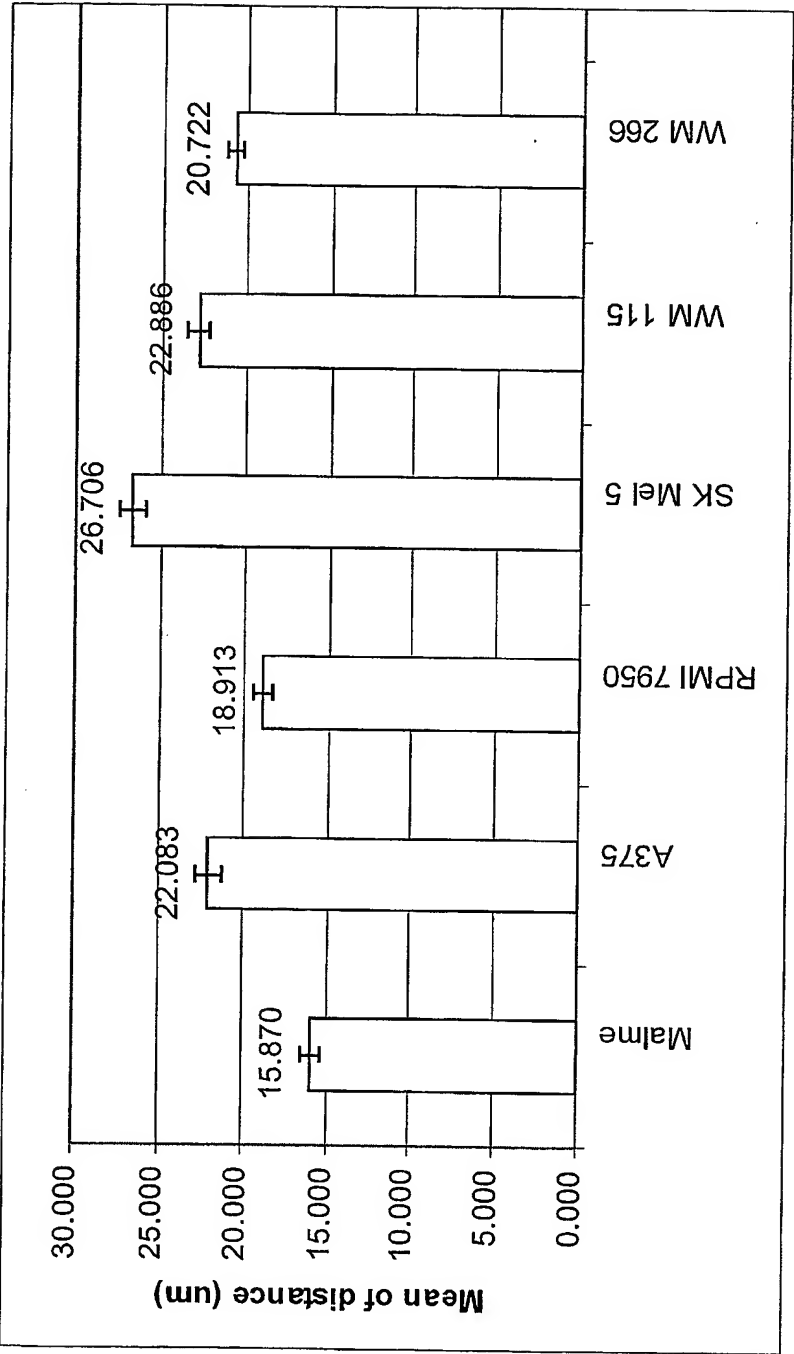 Mean of distance (um)
30.000
25.000
20.000
15.000
10.000
5.000
0.000
15.870
22.083
18.913
26.706
22.886
20.722
Malme
A375
RPMI 7950
SK Mel 5
WM 115
WM 266